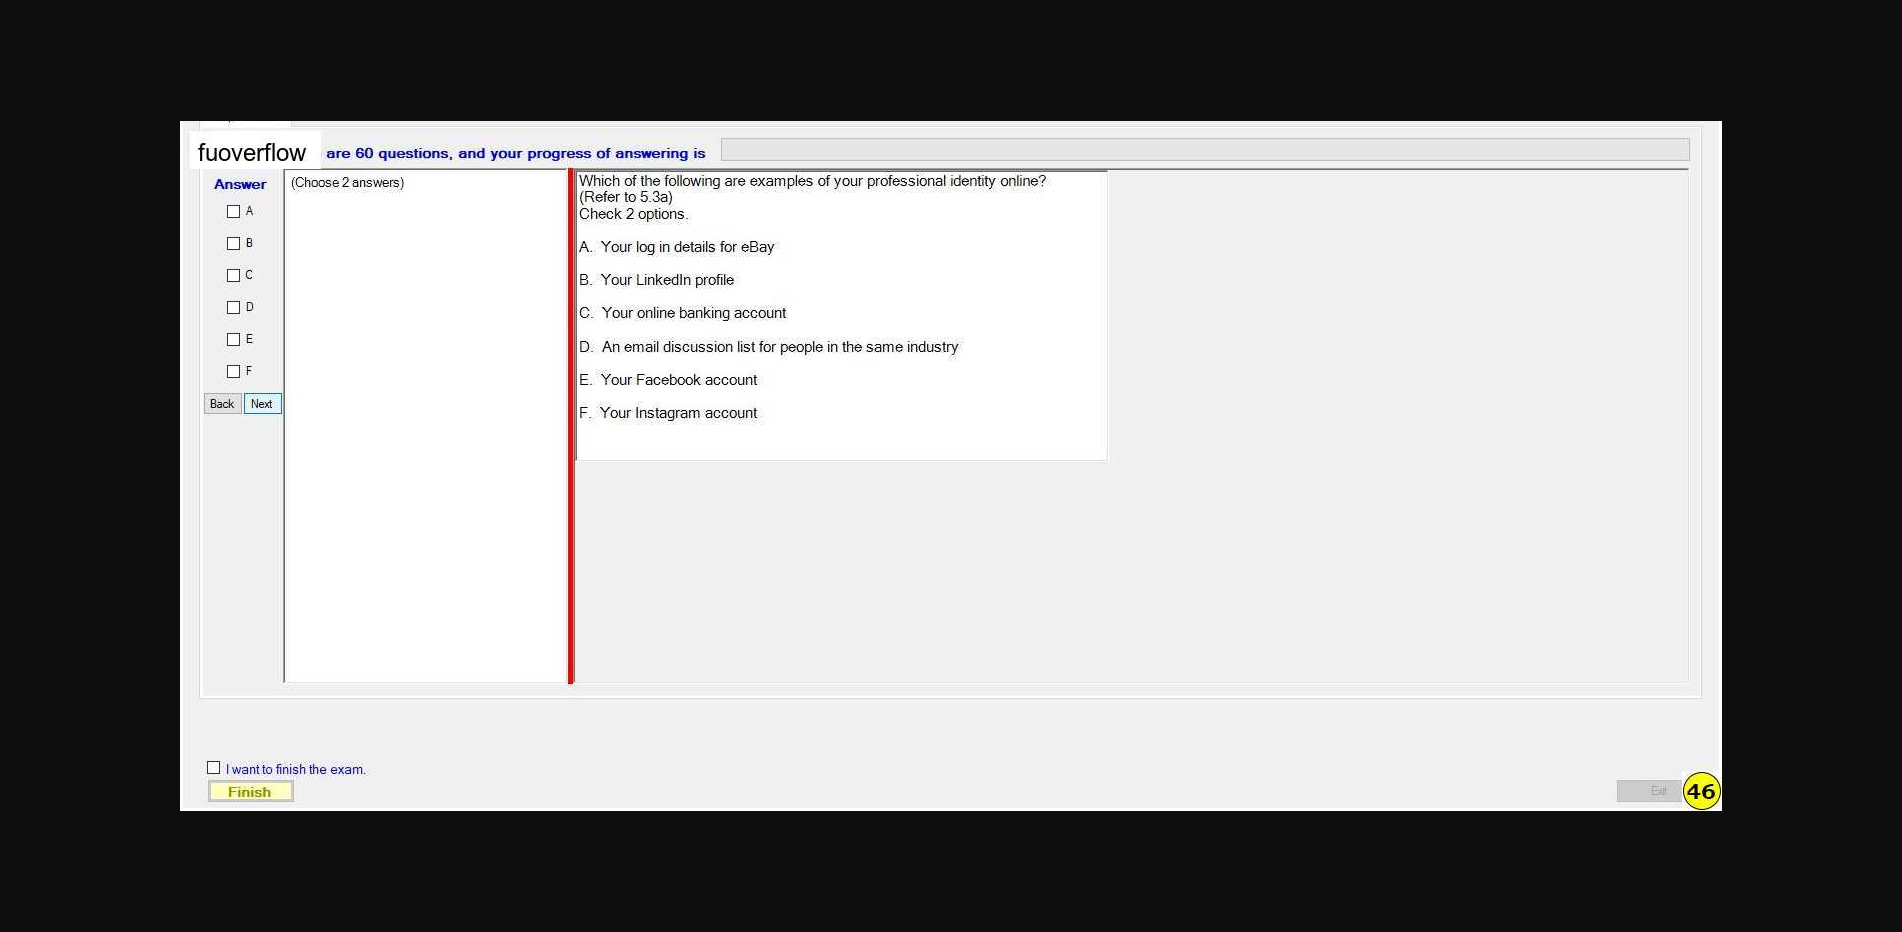 fuoverflow are 60 questions, and your progress of answering is
Answer
A
B
C
D
E
F
Back Next
(Choose 2 answers)
Which of the following are examples of your professional identity online?
(Refer to 5.3a)
Check 2 options.
A. Your log in details for eBay
B. Your LinkedIn profile
C. Your online banking account
D. An email discussion list for people in the same industry
E. Your Facebook account
F. Your Instagram account
I want to finish the exam.
Finish
Exit
46